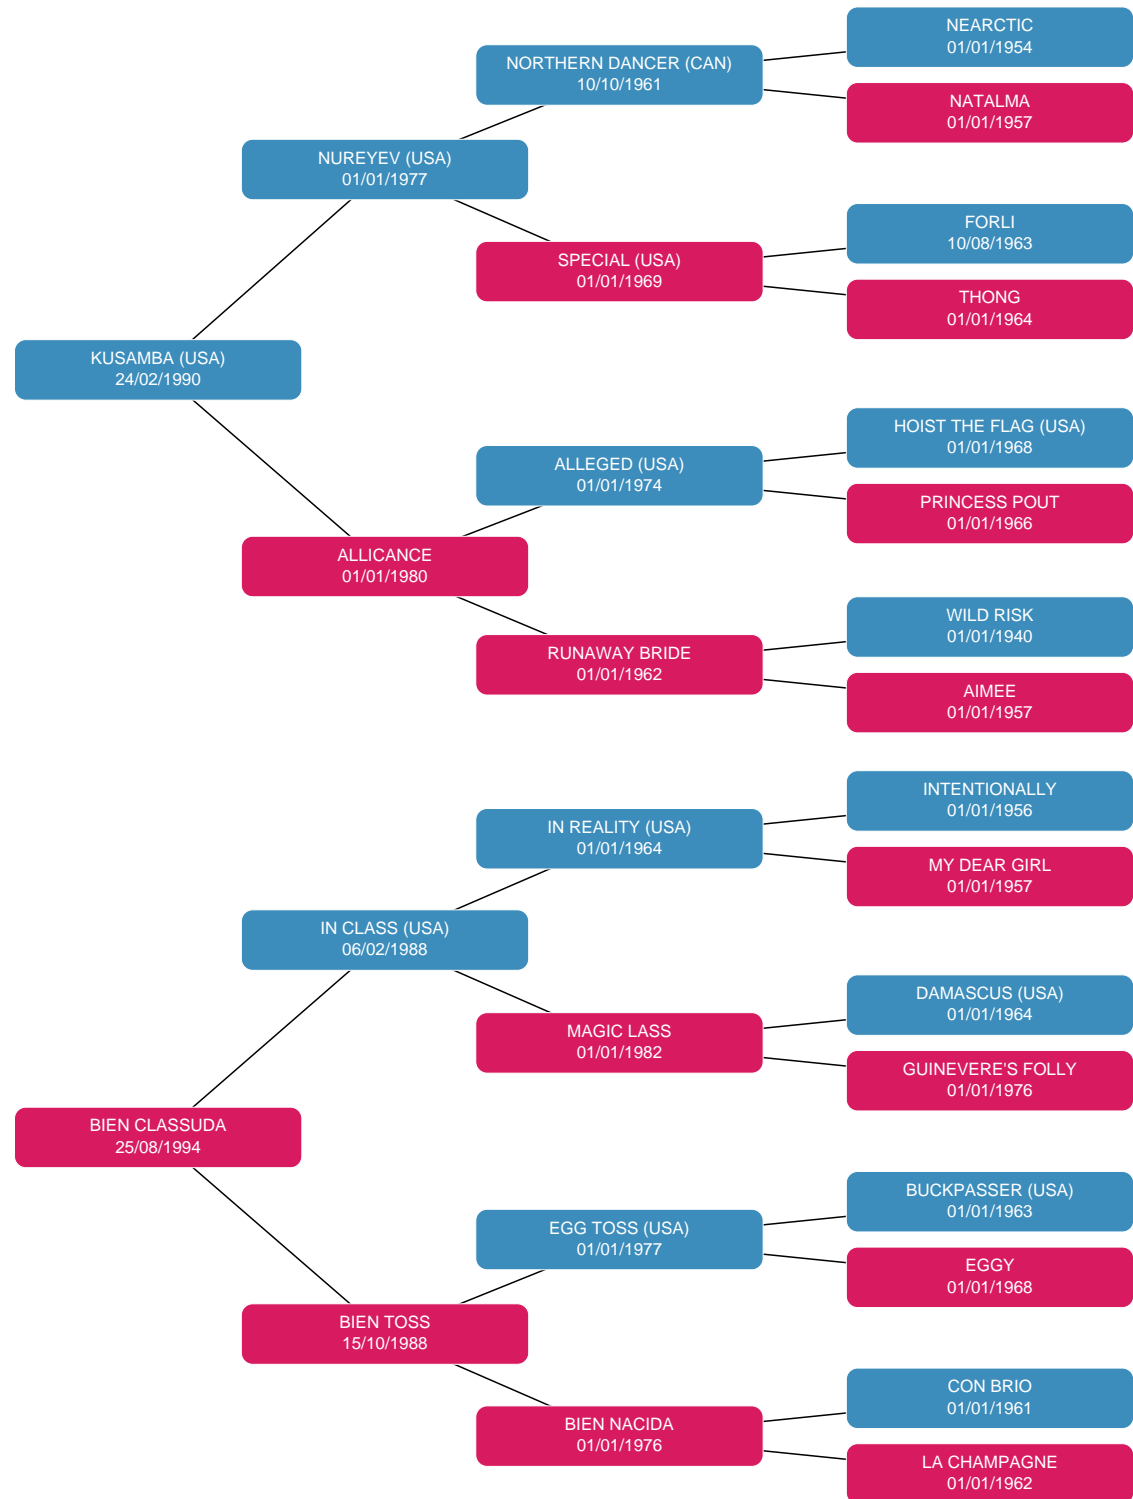 NEARCTIC
01/01/1954
NORTHERN DANCER (CAN)
10/10/1961
NATALMA
01/01/1957
NUREYEV (USA)
01/01/1977
FORLI
10/08/1963
SPECIAL (USA)
01/01/1969
THONG
01/01/1964
KUSAMBA (USA)
24/02/1990
HOIST THE FLAG (USA)
01/01/1968
ALLEGED (USA)
01/01/1974
PRINCESS POUT
01/01/1966
ALLICANCE
01/01/1980
WILD RISK
01/01/1940
RUNAWAY BRIDE
01/01/1962
AIMEE
01/01/1957
INTENTIONALLY
01/01/1956
IN REALITY (USA)
01/01/1964
MY DEAR GIRL
01/01/1957
IN CLASS (USA)
06/02/1988
DAMASCUS (USA)
01/01/1964
MAGIC LASS
01/01/1982
GUINEVERE'S FOLLY
01/01/1976
BIEN CLASSUDA
25/08/1994
BUCKPASSER (USA)
01/01/1963
EGG TOSS (USA)
01/01/1977
EGGY
01/01/1968
BIEN TOSS
15/10/1988
CON BRIO
01/01/1961
BIEN NACIDA
01/01/1976
LA CHAMPAGNE
01/01/1962